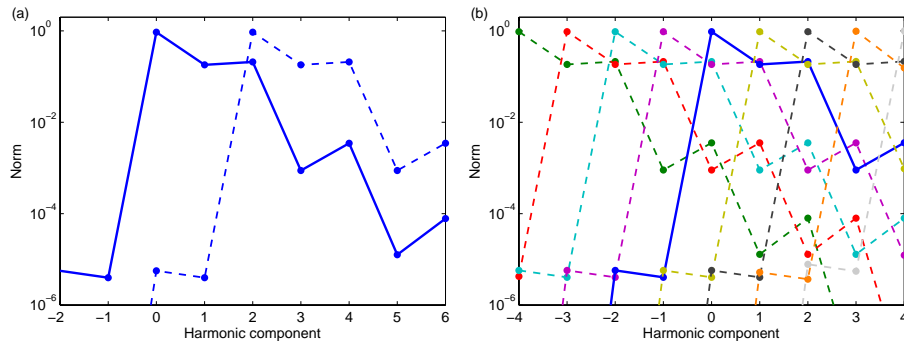 (a)
10^0
10^−2
10^−4
10^−6
Norm
−2 −1 0 1 2 3 4 5 6
Harmonic component
(b)
10^0
10^−2
10^−4
10^−6
Norm
−4 −3 −2 −1 0 1 2 3 4
Harmonic component